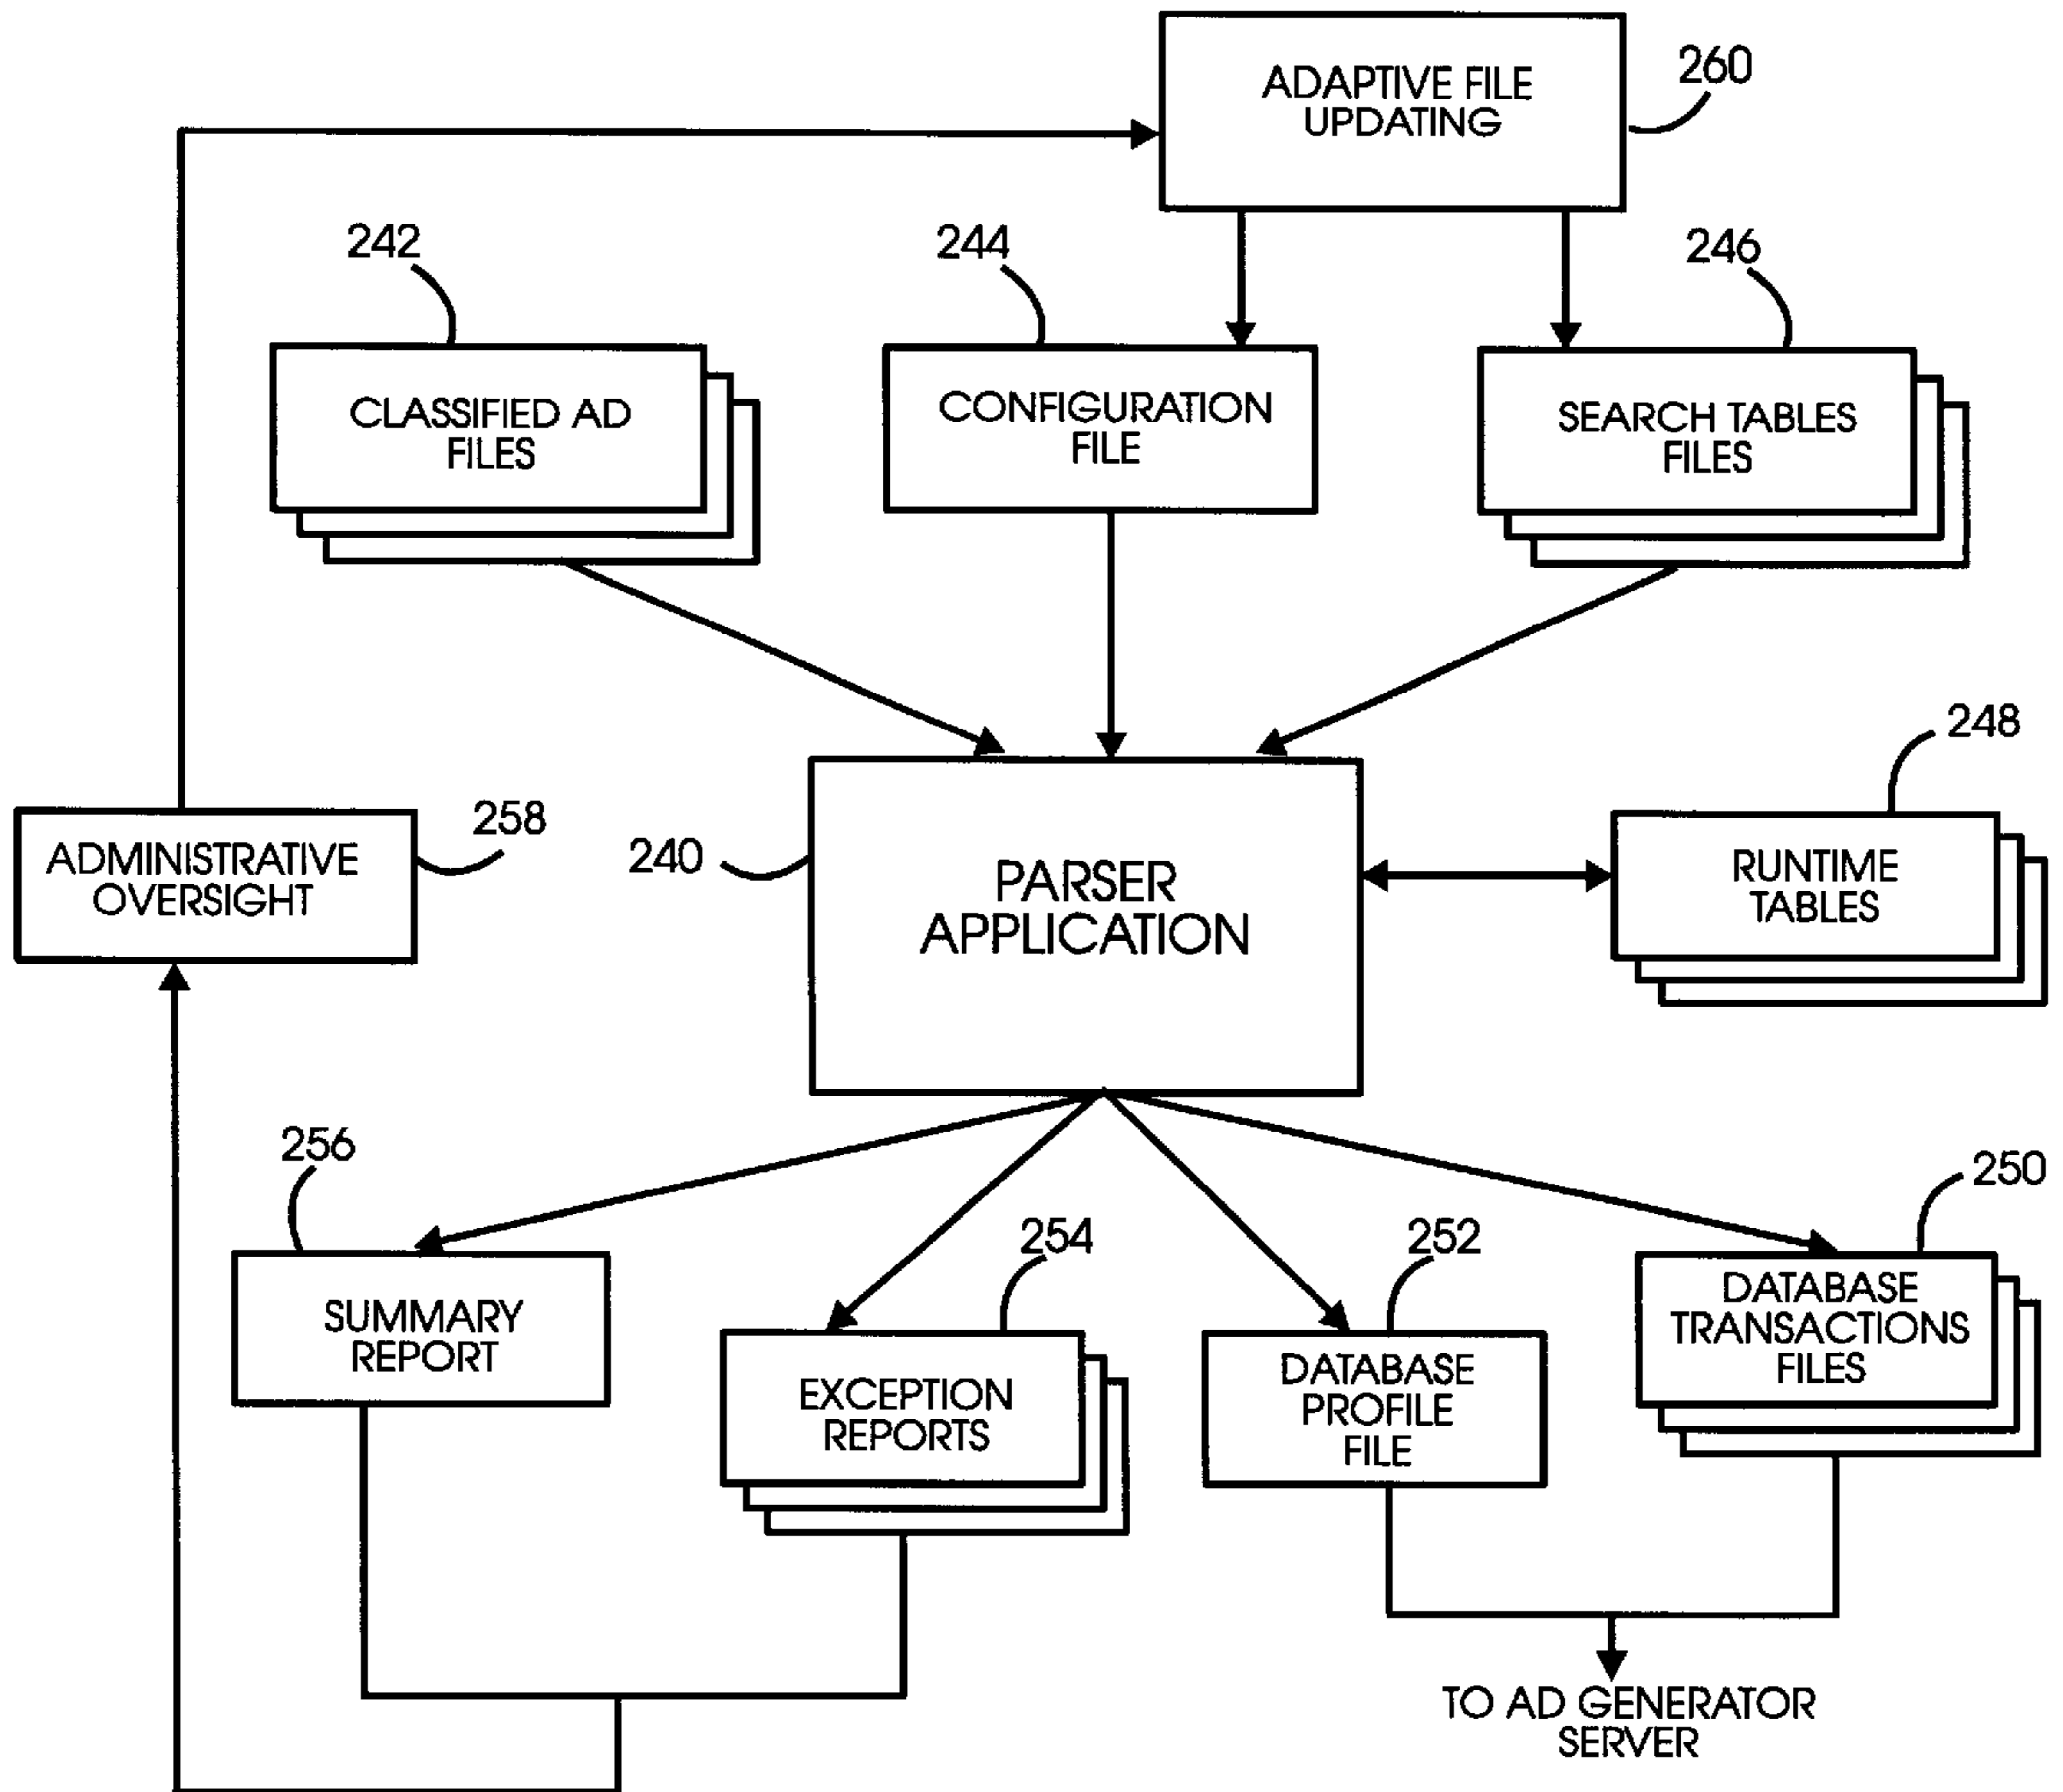 ADAPTIVE FILE
UPDATING
260
242
244
246
CLASSIFIED AD
FILES
CONFIGURATION
FILE
SEARCH TABLES
FILES
248
258
240
ADMINISTRATIVE
OVERSIGHT
PARSER
APPLICATION
RUNTIME
TABLES
256
254
252
250
SUMMARY
REPORT
EXCEPTION
REPORTS
DATABASE
PROFILE
FILE
DATABASE
TRANSACTIONS
FILES
TO AD GENERATOR
SERVER